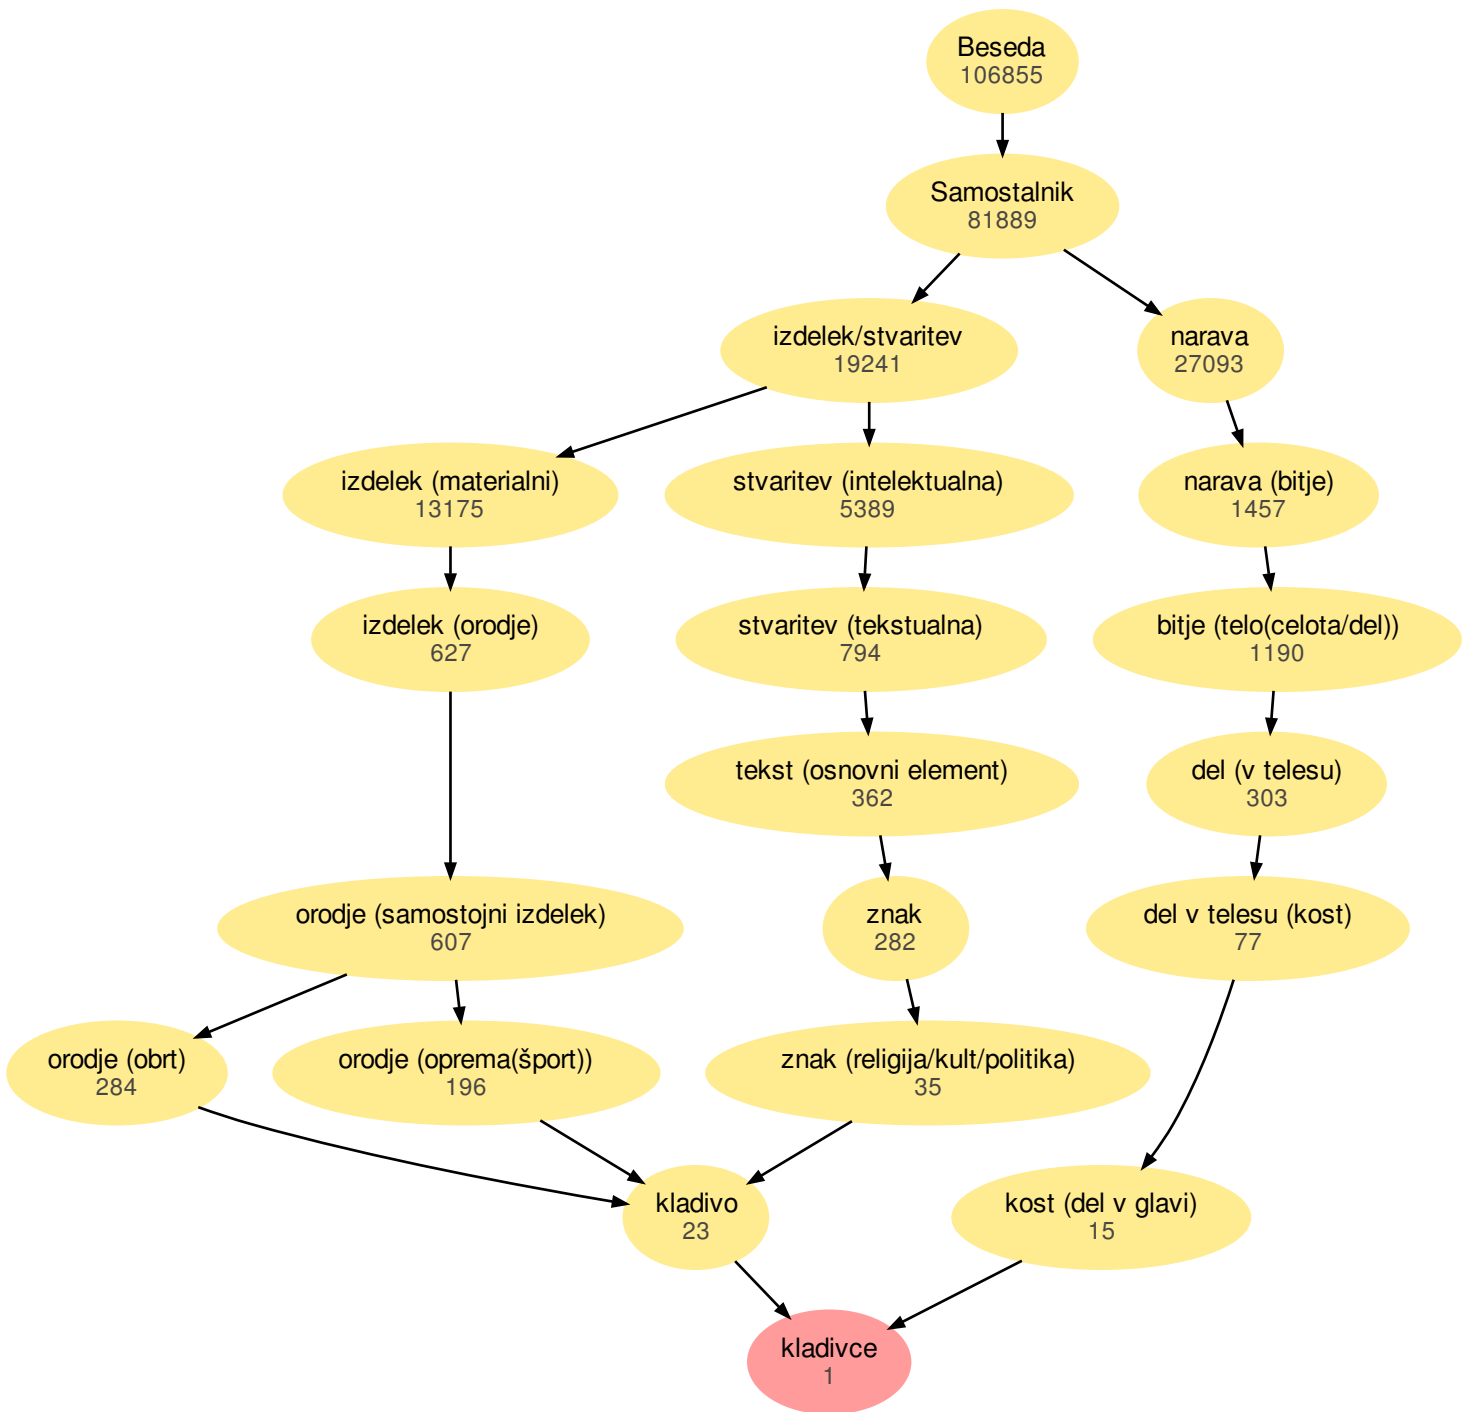 Beseda
106855
Samostalnik
81889
izdelek/stvaritev
19241
narava
27093
izdelek (materialni)
13175
stvaritev (intelektualna)
5389
narava (bitje)
1457
izdelek (orodje)
627
stvaritev (tekstualna)
794
bitje (telo(celota/del))
1190
tekst (osnovni element)
362
del (v telesu)
303
orodje (samostojni izdelek)
607
znak
282
del v telesu (kost)
77
orodje (obrt)
284
orodje (oprema(šport))
196
znak (religija/kult/politika)
35
kladivo
23
kost (del v glavi)
15
kladivce
1